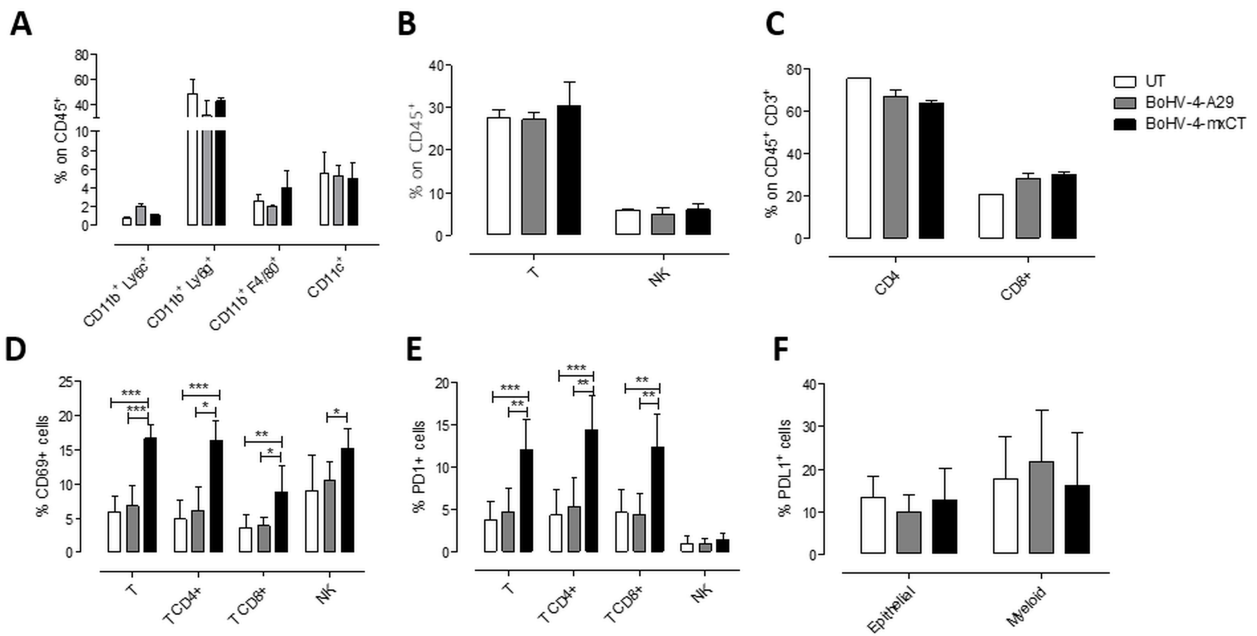 A
% on CD45⁺
80
60
40
10
8
6
4
2
0
CD11b⁺ Ly6c⁺
CD11b⁺ Ly6g⁺
CD11b⁺ F4/80⁺
CD11c⁺
B
% on CD45⁺
40
30
20
10
0
T
NK
C
% on CD45⁺ CD3⁺
80
60
40
20
0
CD4
CD8+
UT
BoHV-4-A29
BoHV-4-mxCT
D
% CD69+ cells
25
20
15
10
5
0
***
***
***
*
**
*
*
T
T CD4+
T CD8+
NK
E
% PD1+ cells
20
15
10
5
0
***
**
***
**
**
**
T
T CD4+
T CD8+
NK
F
% PDL1⁺ cells
40
30
20
10
0
Epithelial
Myeloid